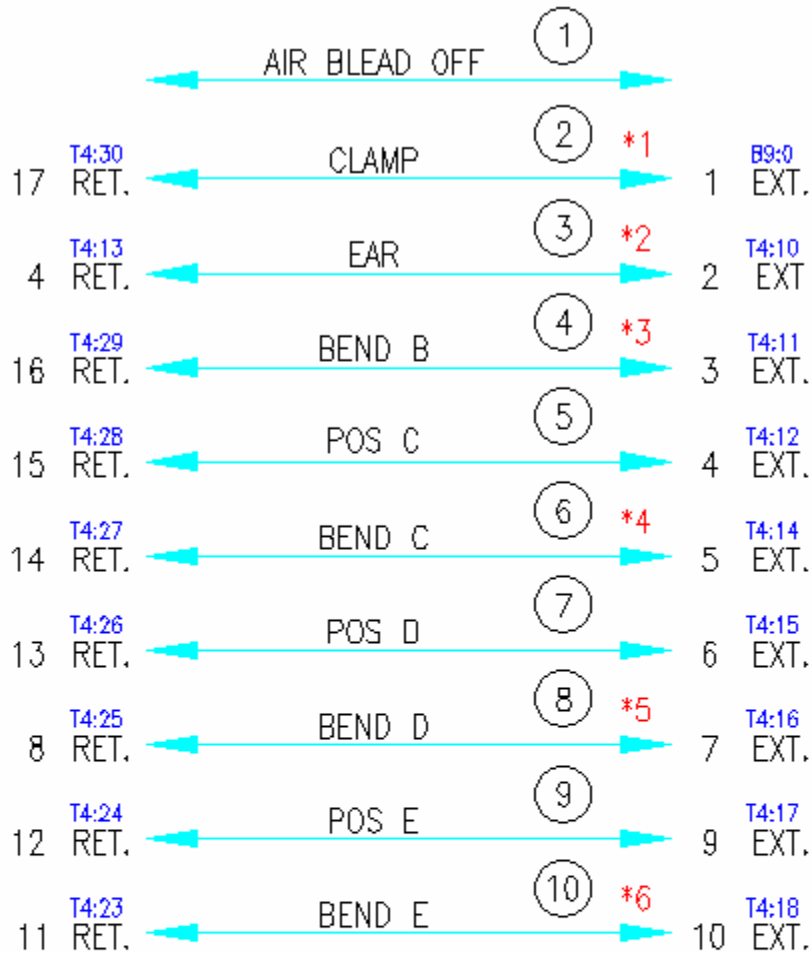 1
AIR BLEAD OFF
2 *1
T4:30 CLAMP B9:0
17 RET. 1 EXT.
3 *2
T4:13 EAR T4:10
4 RET. 2 EXT
4 *3
T4:29 BEND B T4:11
16 RET. 3 EXT.
5
T4:28 POS C T4:12
15 RET. 4 EXT.
6 *4
T4:27 BEND C T4:14
14 RET. 5 EXT.
7
T4:26 POS D T4:15
13 RET. 6 EXT.
8 *5
T4:25 BEND D T4:16
8 RET. 7 EXT.
9
T4:24 POS E T4:17
12 RET. 9 EXT.
10 *6
T4:23 BEND E T4:18
11 RET. 10 EXT.